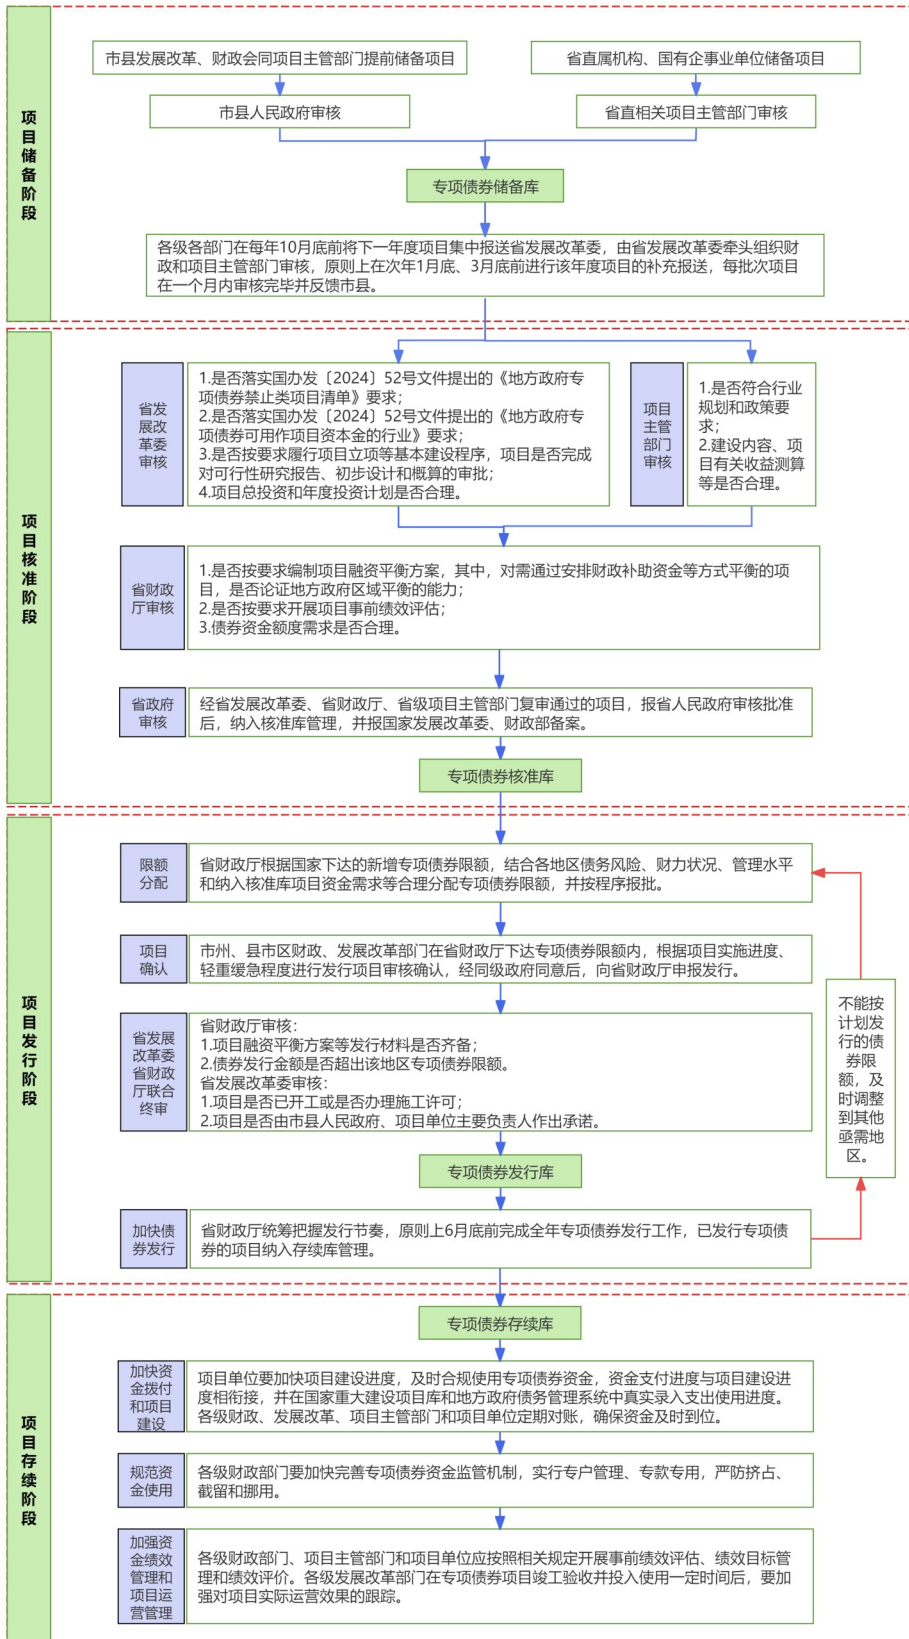 项目储备阶段
市县发展改革、财政会同项目主管部门提前储备项目
省直属机构、国有企事业单位储备项目
市县人民政府审核
省直相关项目主管部门审核
专项债券储备库
各级各部门在每年10月底前将下一年度项目集中报送省发展改革委，由省发展改革委牵头组织财
政和项目主管部门审核，原则上在次年1月底、3月底前进行该年度项目的补充报送，每批次项目
在一个月内审核完毕并反馈市县。
项目核准阶段
省发
展改
革委
审核
1.是否落实国办发〔2024〕52号文件提出的《地方政府专
项债券禁止类项目清单》要求；
2.是否落实国办发〔2024〕52号文件提出的《地方政府专
项债券可用作项目资本金的行业》要求；
3.是否按要求履行项目立项等基本建设程序，项目是否完成
对可行性研究报告、初步设计和概算的审批；
4.项目总投资和年度投资计划是否合理。
项目
主管
部门
审核
1.是否符合行业
规划和政策要
求；
2.建设内容、项
目有关收益测算
等是否合理。
省财政
厅审核
1.是否按要求编制项目融资平衡方案，其中，对需通过安排财政补助资金等方式平衡的项
目，是否论证地方政府区域平衡的能力；
2.是否按要求开展项目事前绩效评估；
3.债券资金额度需求是否合理。
省政府
审核
经省发展改革委、省财政厅、省级项目主管部门复审通过的项目，报省人民政府审核批准
后，纳入核准库管理，并报国家发展改革委、财政部备案。
专项债券核准库
项目发行阶段
限额
分配
省财政厅根据国家下达的新增专项债券限额，结合各地区债务风险、财力状况、管理水平
和纳入核准库项目资金需求等合理分配专项债券限额，并按程序报批。
项目
确认
市州、县市区财政、发展改革部门在省财政厅下达专项债券限额内，根据项目实施进度、
轻重缓急程度进行发行项目审核确认，经同级政府同意后，向省财政厅申报发行。
省发展
改革委
省财政
厅联合
终审
省财政厅审核：
1.项目融资平衡方案等发行材料是否齐备；
2.债券发行金额是否超出该地区专项债券限额。
省发展改革委审核：
1.项目是否已开工或是否办理施工许可；
2.项目是否由市县人民政府、项目单位主要负责人作出承诺。
不能按
计划发
行的债
券限
额，及
时调整
到其他
亟需地
区。
专项债券发行库
加快债
券发行
省财政厅统筹把握发行节奏，原则上6月底前完成全年专项债券发行工作，已发行专项债
券的项目纳入存续库管理。
项目存续阶段
专项债券存续库
加快资
金拨付
和项目
建设
项目单位要加快项目建设进度，及时合规使用专项债券资金，资金支付进度与项目建设进
度相衔接，并在国家重大建设项目库和地方政府债务管理系统中真实录入支出使用进度。
各级财政、发展改革、项目主管部门和项目单位定期对账，确保资金及时到位。
规范资
金使用
各级财政部门要加快完善专项债券资金监管机制，实行专户管理、专款专用，严防挤占、
截留和挪用。
加强资
金绩效
管理和
项目运
营管理
各级财政部门、项目主管部门和项目单位应按照相关规定开展事前绩效评估、绩效目标管
理和绩效评价。各级发展改革部门在专项债券项目竣工验收并投入使用一定时间后，要加
强对项目实际运营效果的跟踪。